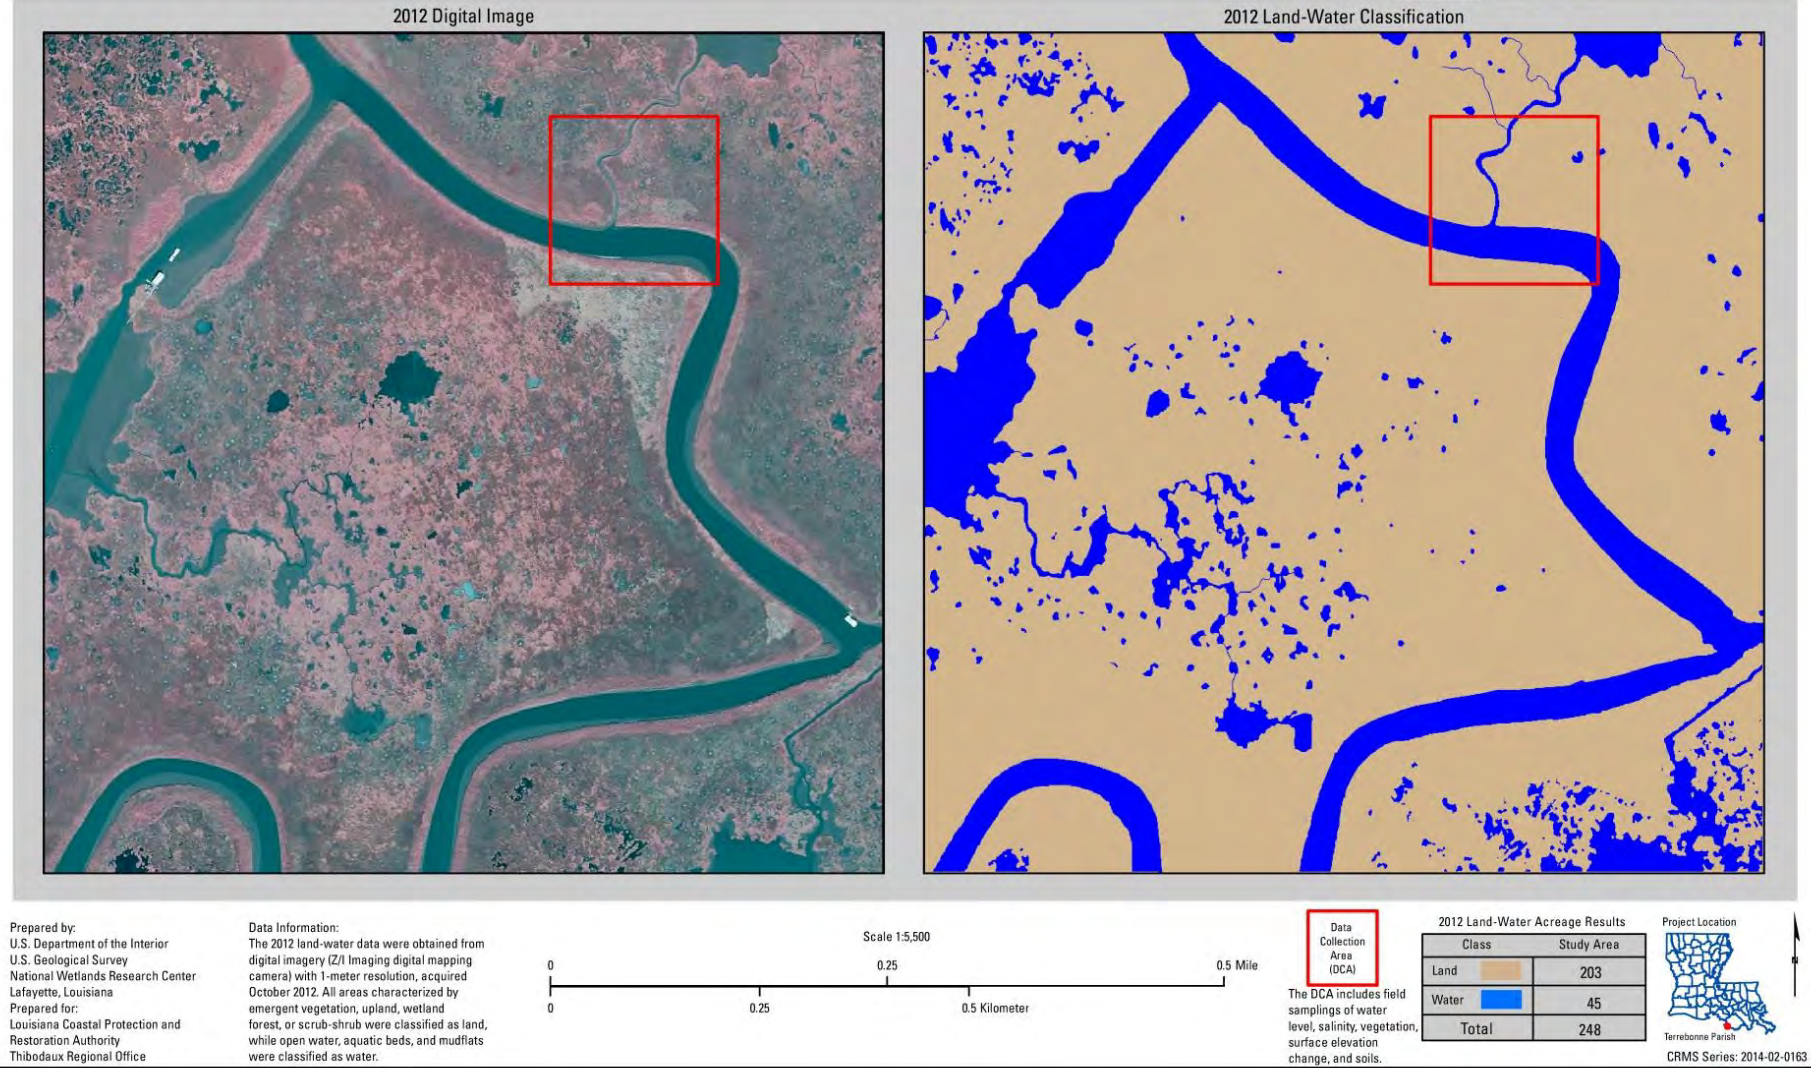 2012 Digital Image
2012 Land-Water Classification
Prepared by:
U.S. Department of the Interior
U.S. Geological Survey
National Wetlands Research Center
Lafayette, Louisiana
Prepared for:
Louisiana Coastal Protection and
Restoration Authority
Thibodaux Regional Office
Data Information:
The 2012 land-water data were obtained from
digital imagery (Z/I Imaging digital mapping
camera) with 1-meter resolution, acquired
October 2012. All areas characterized by
emergent vegetation, upland, wetland
forest, or scrub-shrub were classified as land,
while open water, aquatic beds, and mudflats
were classified as water.
Scale 1:5,500
0 0.25 0.5 Mile
0 0.25 0.5 Kilometer
Data
Collection
Area
(DCA)
The DCA includes field
samplings of water
level, salinity, vegetation,
surface elevation
change, and soils.
2012 Land-Water Acreage Results
Class Study Area
Land 203
Water 45
Total 248
Project Location
Terrebonne Parish
N
CRMS Series: 2014-02-0163